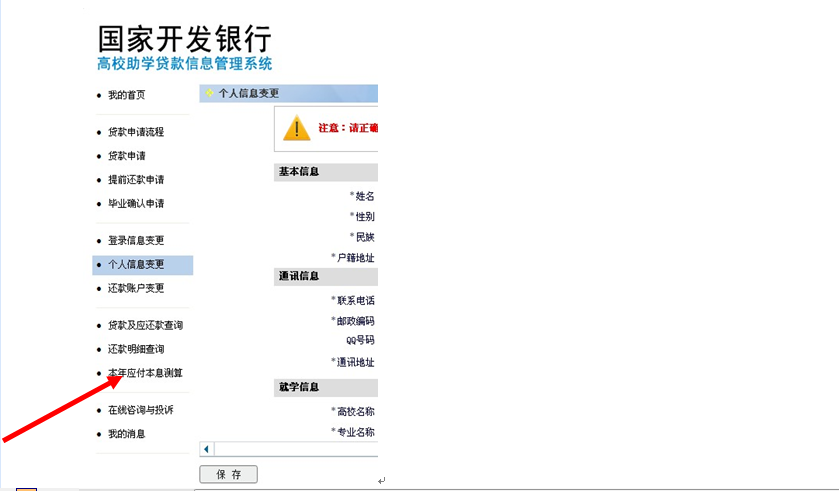 国家开发银行
高校助学贷款信息管理系统
我的首页
贷款申请流程
贷款申请
提前还款申请
毕业确认申请
登录信息变更
个人信息变更
还款账户变更
贷款及应还款查询
还款明细查询
本年应付本息测算
在线咨询与投诉
我的消息
个人信息变更
注意：请正确
基本信息
*姓名
*性别
*民族
*户籍地址
通讯信息
*联系电话
*邮政编码
QQ号码
*通讯地址
就学信息
*高校名称
*专业名称
保 存